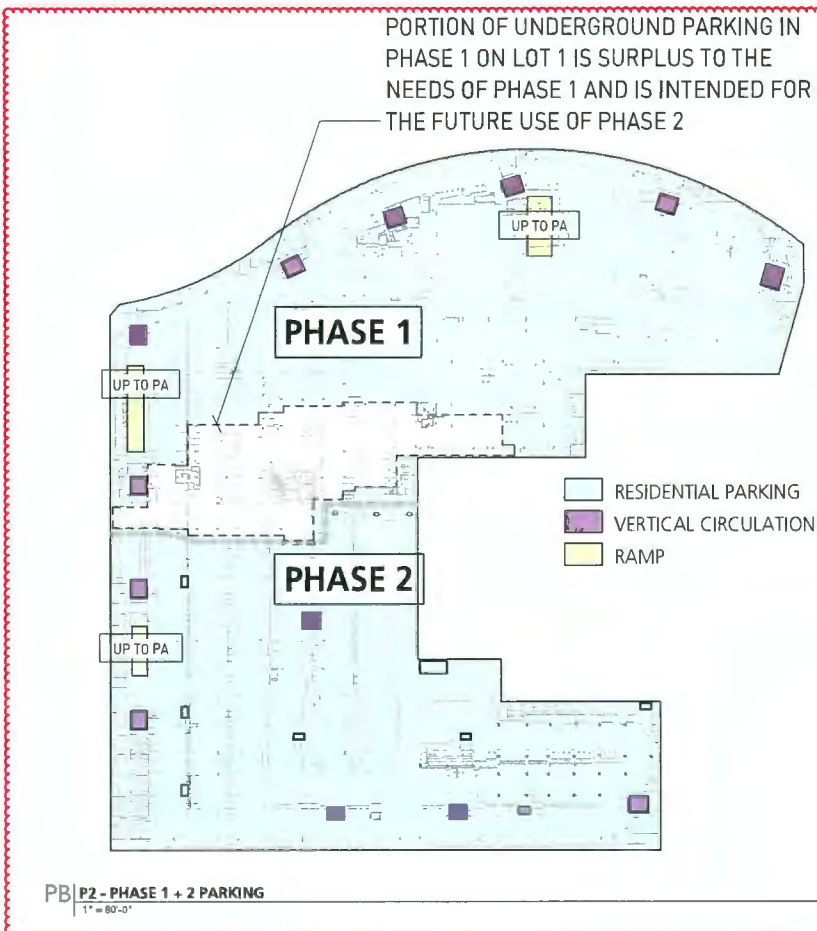 PORTION OF UNDERGROUND PARKING IN
PHASE 1 ON LOT 1 IS SURPLUS TO THE
NEEDS OF PHASE 1 AND IS INTENDED FOR
THE FUTURE USE OF PHASE 2
UP TO PA
PHASE 1
UP TO PA
RESIDENTIAL PARKING
VERTICAL CIRCULATION
RAMP
PHASE 2
UP TO PA
PB P2 - PHASE 1 + 2 PARKING
1" = 80'-0"